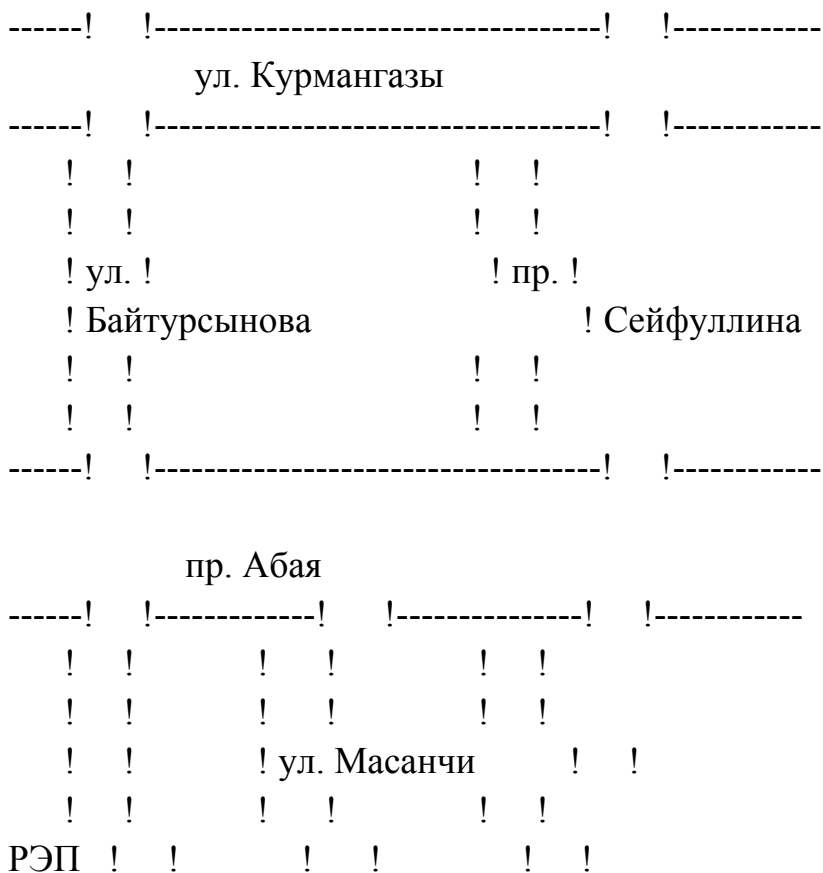 ------! !------------------------------------! !------------
ул. Курмангазы
------! !------------------------------------! !------------
! ! ! !
! ! ! !
! ул. ! ! пр. !
! Байтурсынова ! Сейфуллина
! ! ! !
! ! ! !
------! !------------------------------------! !------------
пр. Абая
------! !-------------! !---------------! !------------
! ! ! ! ! !
! ! ! ! ! !
! ! ! ул. Масанчи ! !
! ! ! ! ! !
РЭП ! ! ! ! ! !